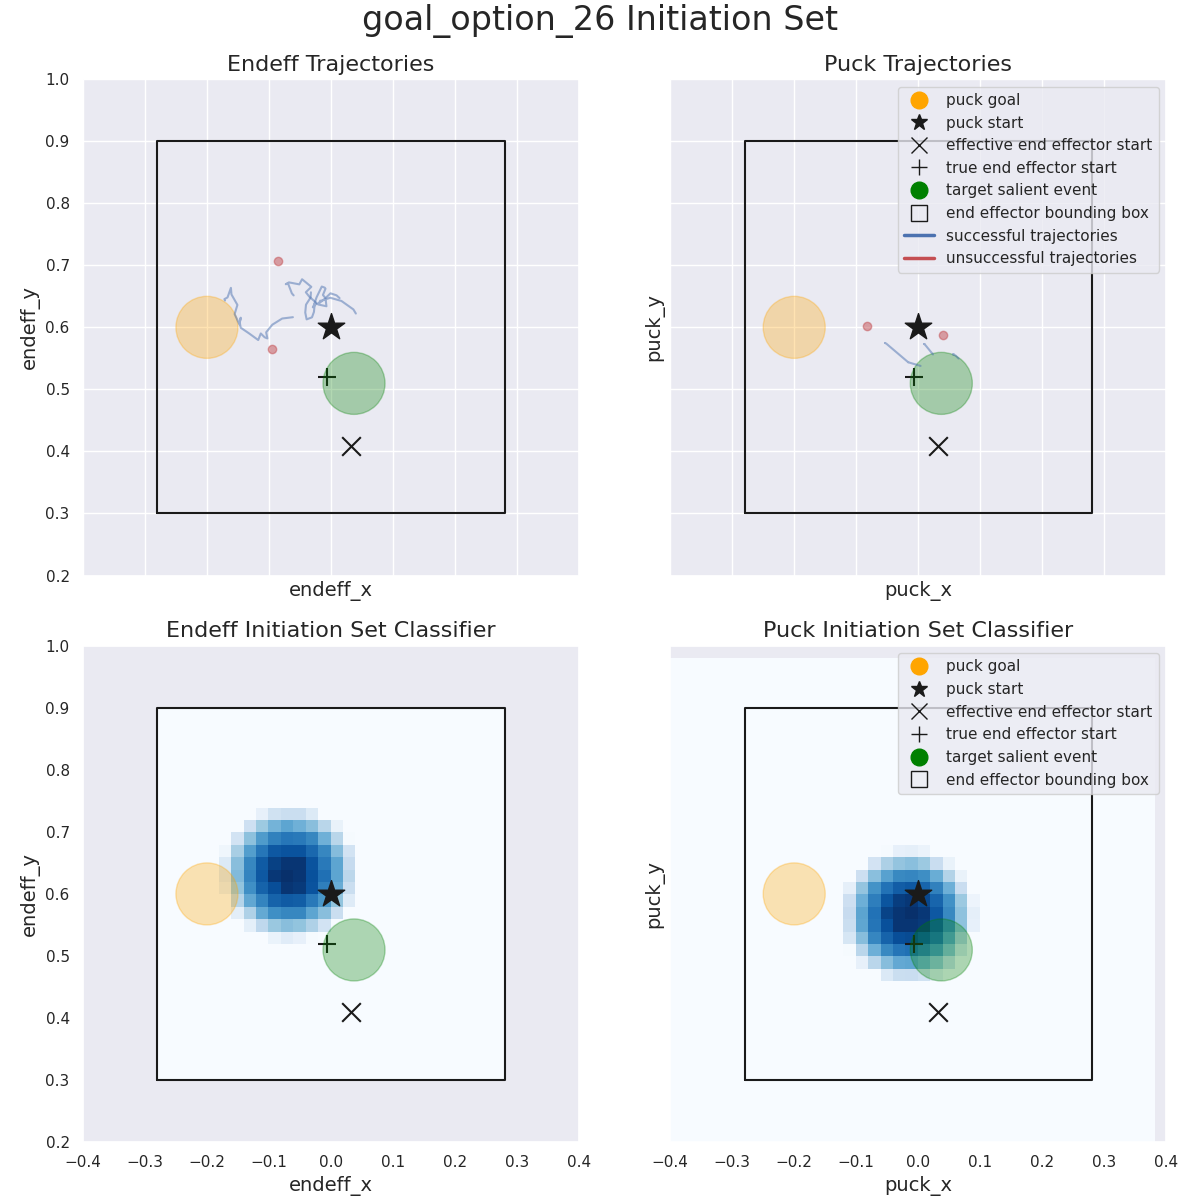 goal_option_26 Initiation Set
Endeff Trajectories
1.0
0.9
0.8
0.7
0.6
0.5
0.4
0.3
0.2
endeff_y
endeff_x
Puck Trajectories
puck goal
puck start
effective end effector start
true end effector start
target salient event
end effector bounding box
successful trajectories
unsuccessful trajectories
puck_y
puck_x
Endeff Initiation Set Classifier
1.0
0.9
0.8
0.7
0.6
0.5
0.4
0.3
0.2
endeff_y
−0.4 −0.3 −0.2 −0.1 0.0 0.1 0.2 0.3 0.4
endeff_x
Puck Initiation Set Classifier
puck goal
puck start
effective end effector start
true end effector start
target salient event
end effector bounding box
puck_y
−0.4 −0.3 −0.2 −0.1 0.0 0.1 0.2 0.3 0.4
puck_x